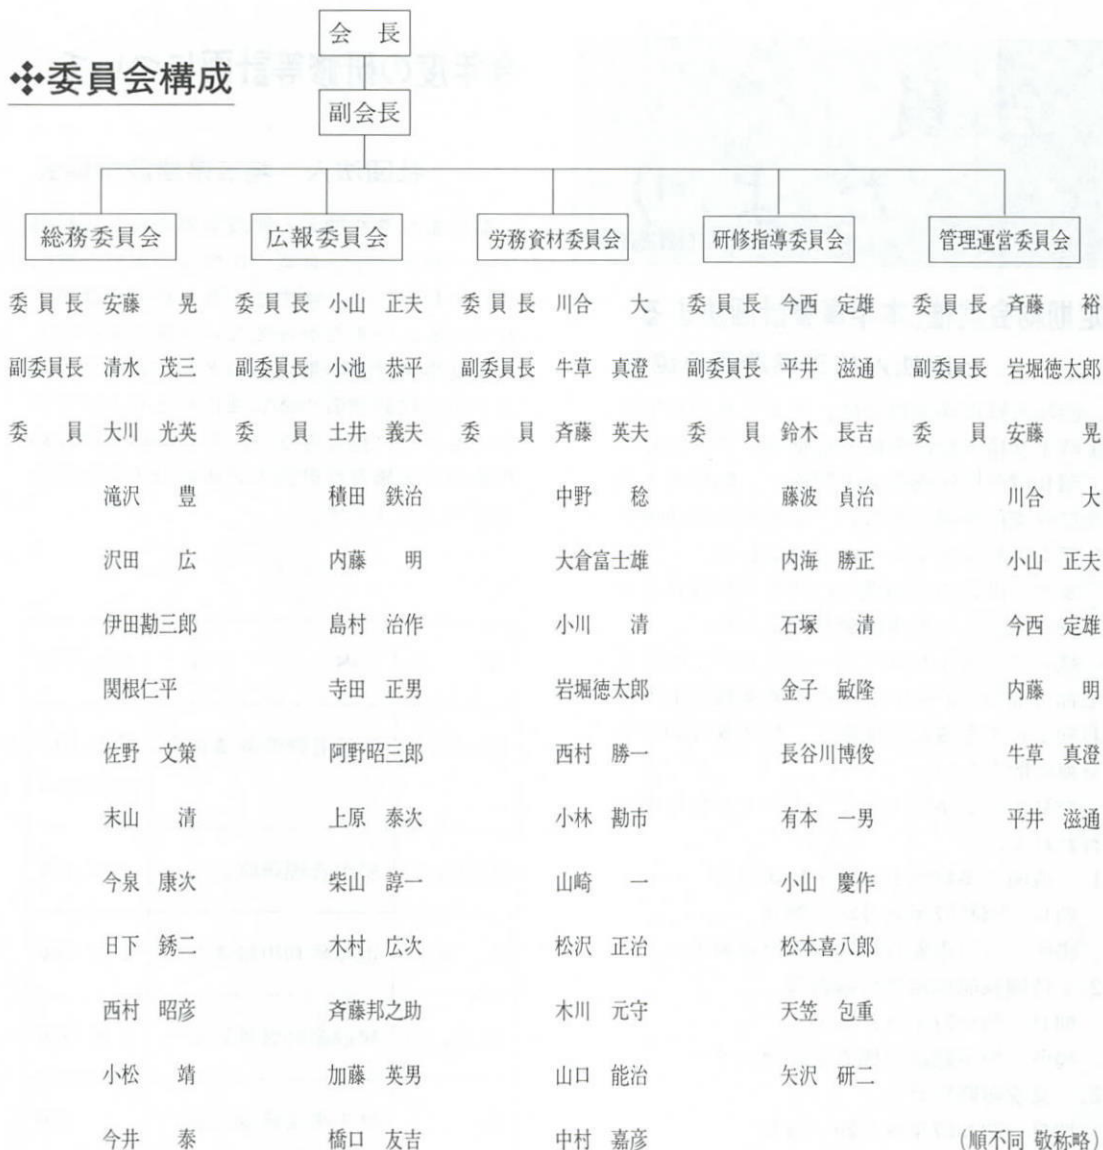 ❖委員会構成
会　長
副会長
総務委員会　広報委員会　労務資材委員会　研修指導委員会　管理運営委員会
委員長　安藤　晃　委員長　小山　正夫　委員長　川合　大　委員長　今西　定雄　委員長　斉藤　裕
副委員長　清水　茂三　副委員長　小池　恭平　副委員長　牛草　真澄　副委員長　平井　滋通　副委員長　岩堀徳太郎
委　員　大川　光英　委　員　土井　義夫　委　員　斉藤　英夫　委　員　鈴木　長吉　委　員　安藤　晃
滝沢　豊　積田　鉄治　中野　稔　藤波　貞治　川合　大
沢田　広　内藤　明　大倉富士雄　内海　勝正　小山　正夫
伊田勘三郎　島村　治作　小川　清　石塚　清　今西　定雄
関根仁平　寺田　正男　岩堀徳太郎　金子　敏隆　内藤　明
佐野　文策　阿野昭三郎　西村　勝一　長谷川博俊　牛草　真澄
末山　清　上原　泰次　小林　勘市　有本　一男　平井　滋通
今泉　康次　柴山　諄一　山崎　一　小山　慶作
日下　銹二　木村　広次　松沢　正治　松本喜八郎
西村　昭彦　斉藤邦之助　木川　元守　天笠　包重
小松　靖　加藤　英男　山口　能治　矢沢　研二
今井　泰　橋口　友吉　中村　嘉彦　（順不同 敬称略）